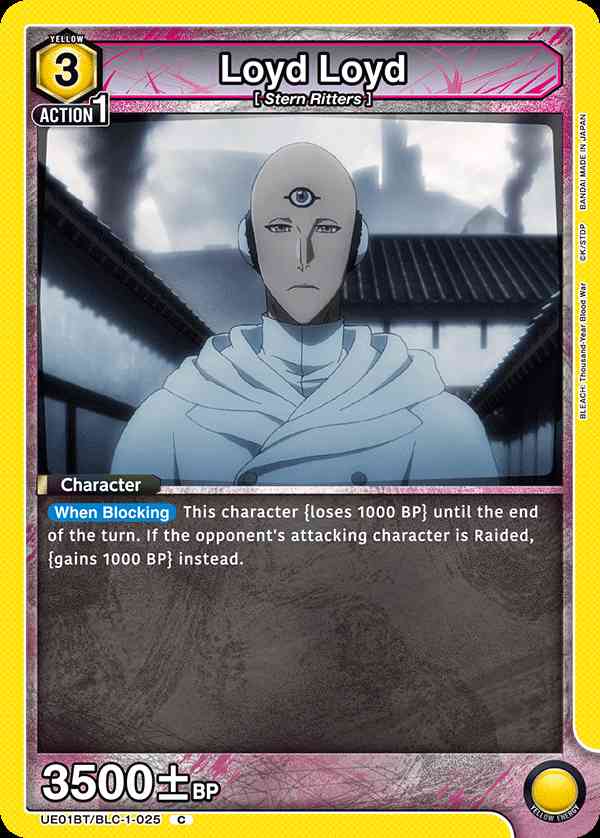 YELLOW
3
ACTION 1
Loyd Loyd
[ Stern Ritters ]
BANDAI MADE IN JAPAN
©K/STDP
BLEACH: Thousand-Year Blood War
Character
When Blocking This character {loses 1000 BP} until the end
of the turn. If the opponent's attacking character is Raided,
{gains 1000 BP} instead.
3500±BP
UE01BT/BLC-1-025 C
YELLOW ENERGY